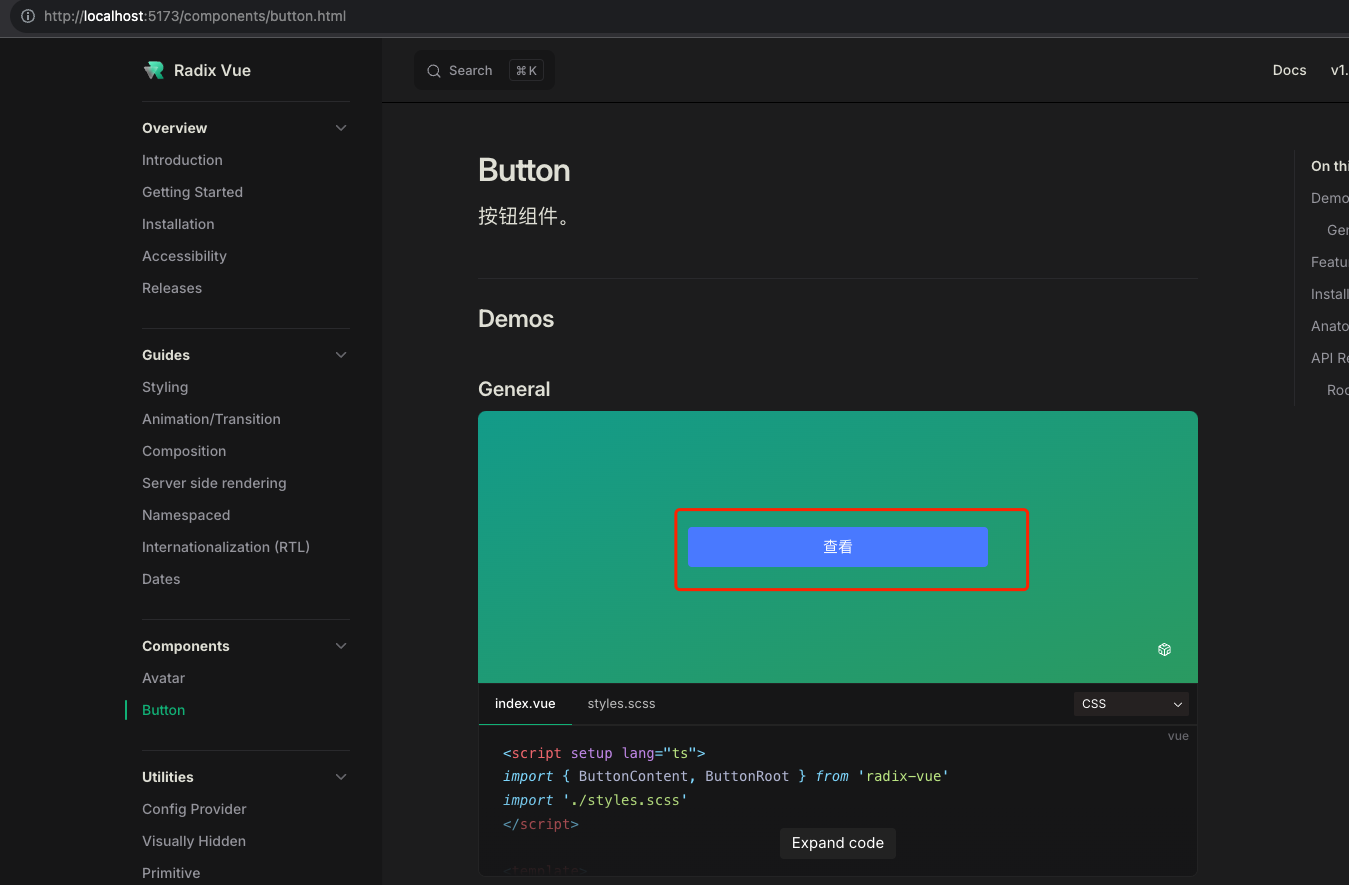 http://localhost:5173/components/button.html
Radix Vue
Search ⌘ K
Docs
v1.
Overview
Introduction
Getting Started
Installation
Accessibility
Releases
Guides
Styling
Animation/Transition
Composition
Server side rendering
Namespaced
Internationalization (RTL)
Dates
Components
Avatar
Button
Utilities
Config Provider
Visually Hidden
Primitive
Button
按钮组件。
Demos
General
查看
index.vue
styles.scss
CSS
vue
<script setup lang="ts">
import { ButtonContent, ButtonRoot } from 'radix-vue'
import './styles.scss'
</script>
<template>
Expand code
On thi
Demo
Ger
Featu
Install
Anato
API Re
Roo